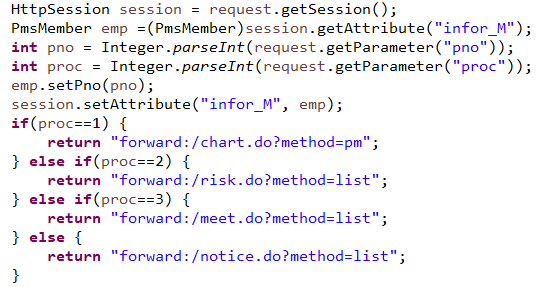 HttpSession session = request.getSession();
PmsMember emp =(PmsMember)session.getAttribute("infor_M");
int pno = Integer.parseInt(request.getParameter("pno"));
int proc = Integer.parseInt(request.getParameter("proc"));
emp.setPno(pno);
session.setAttribute("infor_M", emp);
if(proc==1) {
    return "forward:/chart.do?method=pm";
} else if(proc==2) {
    return "forward:/risk.do?method=list";
} else if(proc==3) {
    return "forward:/meet.do?method=list";
} else {
    return "forward:/notice.do?method=list";
}